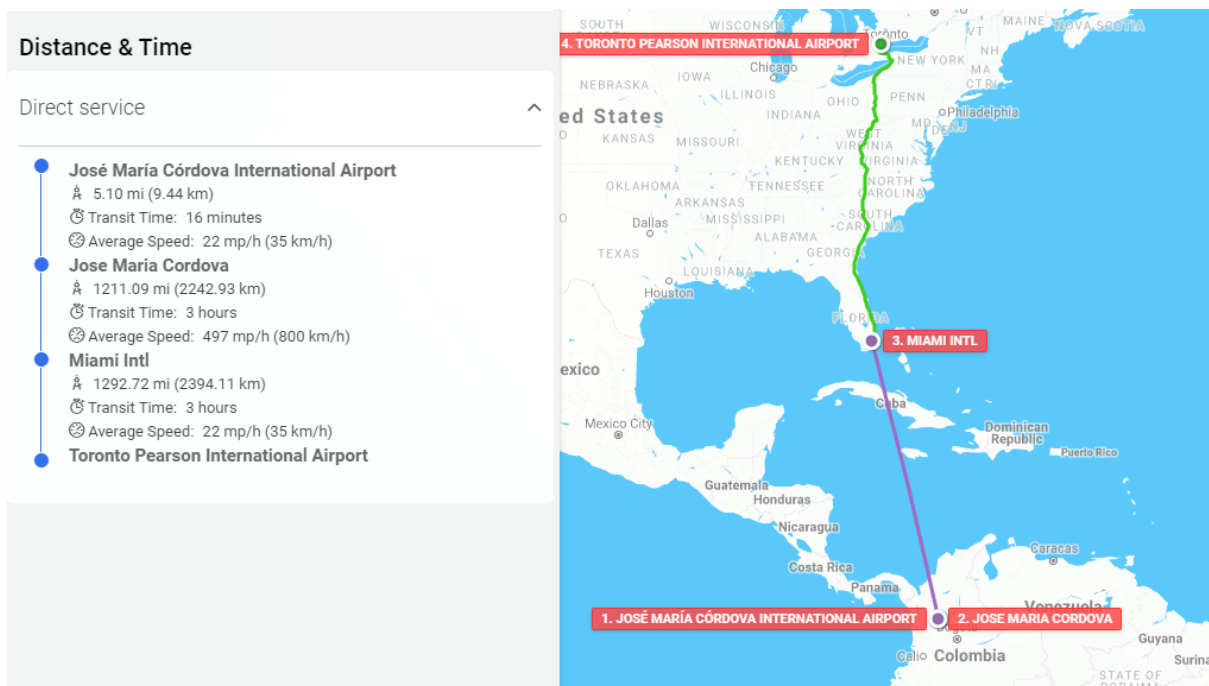 Distance & Time
Direct service
José María Córdova International Airport
5.10 mi (9.44 km)
Transit Time: 16 minutes
Average Speed: 22 mp/h (35 km/h)
Jose Maria Cordova
1211.09 mi (2242.93 km)
Transit Time: 3 hours
Average Speed: 497 mp/h (800 km/h)
Miami Intl
1292.72 mi (2394.11 km)
Transit Time: 3 hours
Average Speed: 22 mp/h (35 km/h)
Toronto Pearson International Airport
SOUTH
WISCONSIN
MAINE
NOVA SCOTIA
Toronto
VT
4. TORONTO PEARSON INTERNATIONAL AIRPORT
NH
NEW YORK
Chicago
MA
IOWA
NEBRASKA
CT RI
ILLINOIS
PENN
OHIO
ed States
INDIANA
Philadelphia
MD
DE NJ
KANSAS
MISSOURI
WEST
VIRGINIA
KENTUCKY
VIRGINIA
OKLAHOMA
TENNESSEE
NORTH
CAROLINA
ARKANSAS
Dallas
MISSISSIPPI
SOUTH
CAROLINA
ALABAMA
TEXAS
GEORGIA
LOUISIANA
Houston
FLORIDA
3. MIAMI INTL
exico
Cuba
Mexico City
Dominican
Republic
Puerto Rico
Guatemala
Honduras
Nicaragua
Caracas
Costa Rica
Panama
Venezuela
1. JOSÉ MARÍA CÓRDOVA INTERNATIONAL AIRPORT
2. JOSE MARIA CORDOVA
Bogota
Guyana
Calio
Colombia
Surina
STATE OF